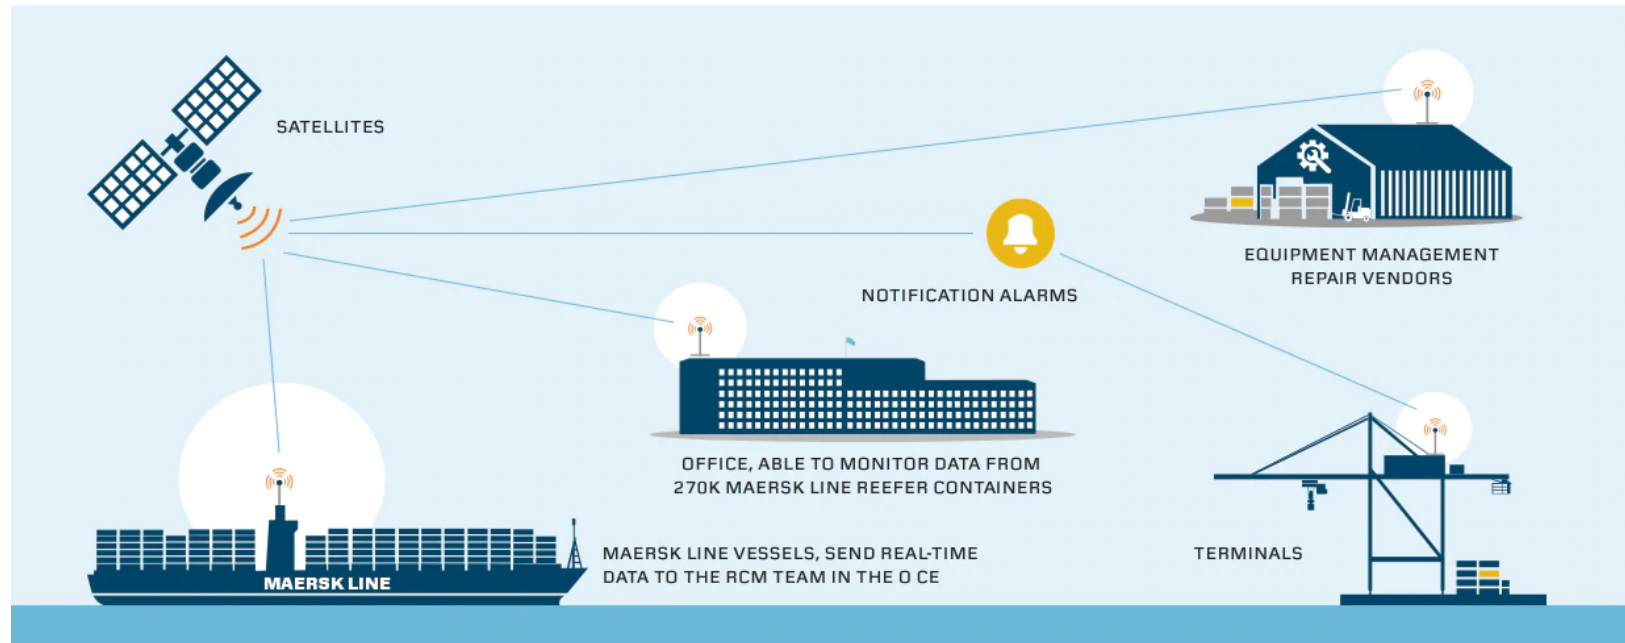 SATELLITES
EQUIPMENT MANAGEMENT
REPAIR VENDORS
NOTIFICATION ALARMS
OFFICE, ABLE TO MONITOR DATA FROM
270K MAERSK LINE REEFER CONTAINERS
MAERSK LINE VESSELS, SEND REAL-TIME
DATA TO THE RCM TEAM IN THE O CE
TERMINALS
MAERSK LINE